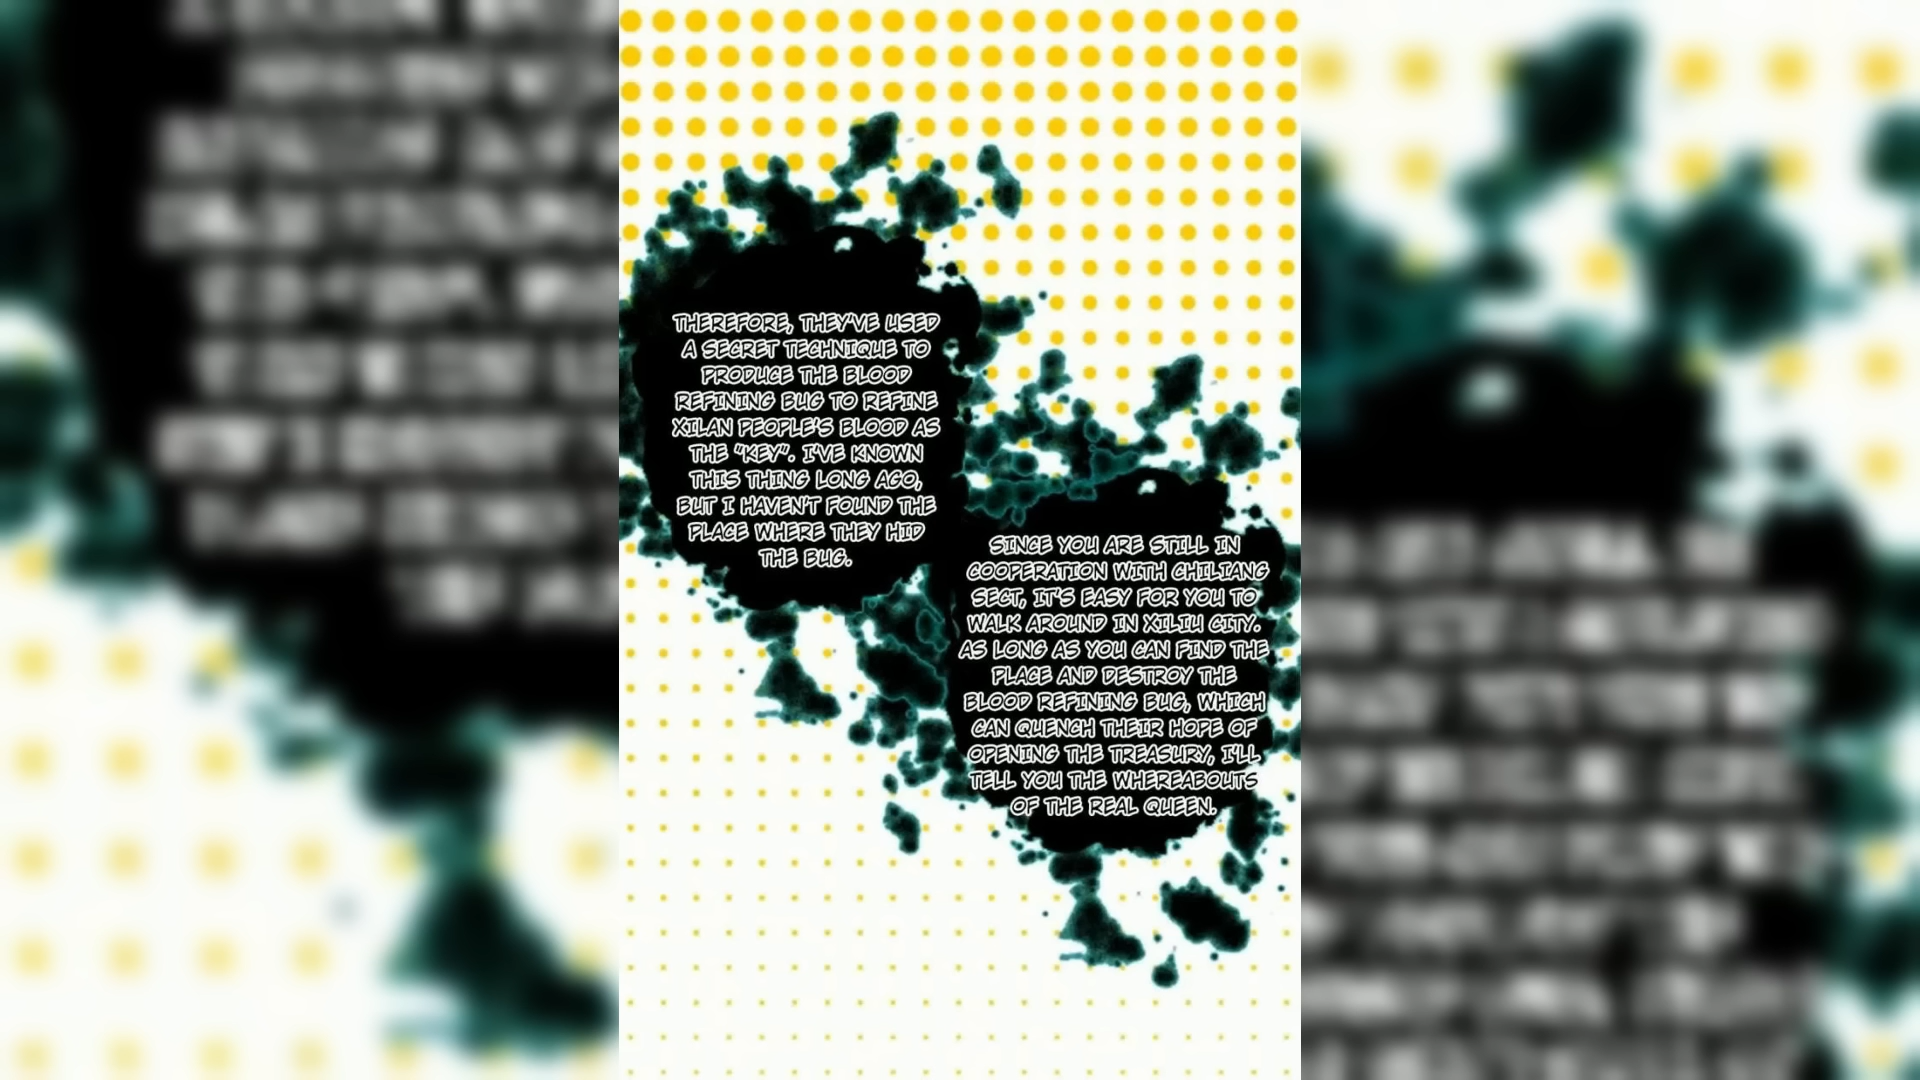 THEREFORE, THEY'VE USED
A SECRET TECHNIQUE TO
PRODUCE THE BLOOD
REFINING BUG TO REFINE
XILAN PEOPLE'S BLOOD AS
THE "KEY". I'VE KNOWN
THIS THING LONG AGO,
BUT I HAVEN'T FOUND THE
PLACE WHERE THEY HID
THE BUG.
SINCE YOU ARE STILL IN
COOPERATION WITH CHILIANG
SECT, IT'S EASY FOR YOU TO
WALK AROUND IN XILIU CITY.
AS LONG AS YOU CAN FIND THE
PLACE AND DESTROY THE
BLOOD REFINING BUG, WHICH
CAN QUENCH THEIR HOPE OF
OPENING THE TREASURY, I'LL
TELL YOU THE WHEREABOUTS
OF THE REAL QUEEN.